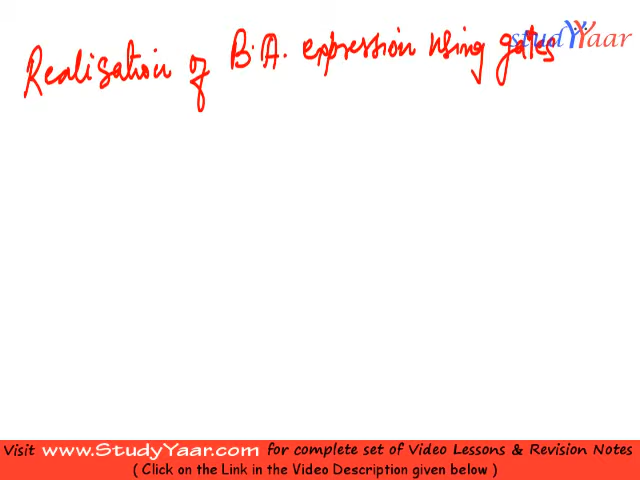 Realisation of B.A. expression using gates
studYYaar
Visit www.StudyYaar.com for complete set of Video Lessons & Revision Notes
( Click on the Link in the Video Description given below )